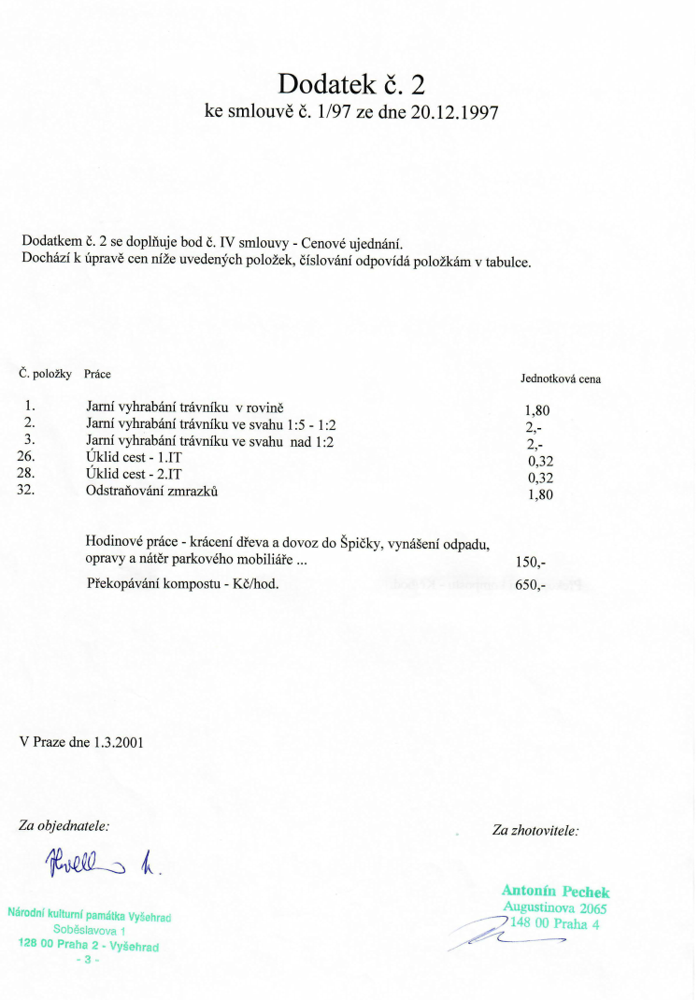 Dodatek č. 2
ke smlouvě č. 1/97 ze dne 20.12.1997
Dodatkem č. 2 se doplňuje bod č. IV smlouvy - Cenové ujednání.
Dochází k úpravě cen níže uvedených položek, číslování odpovídá položkám v tabulce.
Č. položky Práce Jednotková cena
1. Jarní vyhrabání trávníku v rovině 1,80
2. Jarní vyhrabání trávníku ve svahu 1:5 - 1:2 2,-
3. Jarní vyhrabání trávníku ve svahu nad 1:2 2,-
26. Úklid cest - 1.IT 0,32
28. Úklid cest - 2.IT 0,32
32. Odstraňování zmrazků 1,80
Hodinové práce - krácení dřeva a dovoz do Špičky, vynášení odpadu,
opravy a nátěr parkového mobiliáře ... 150,-
Překopávání kompostu - Kč/hod. 650,-
V Praze dne 1.3.2001
Za objednatele:
Za zhotovitele:
Národní kulturní památka Vyšehrad
Soběslavova 1
128 00 Praha 2 - Vyšehrad
- 3 -
Antonín Pechek
Augustinova 2065
148 00 Praha 4